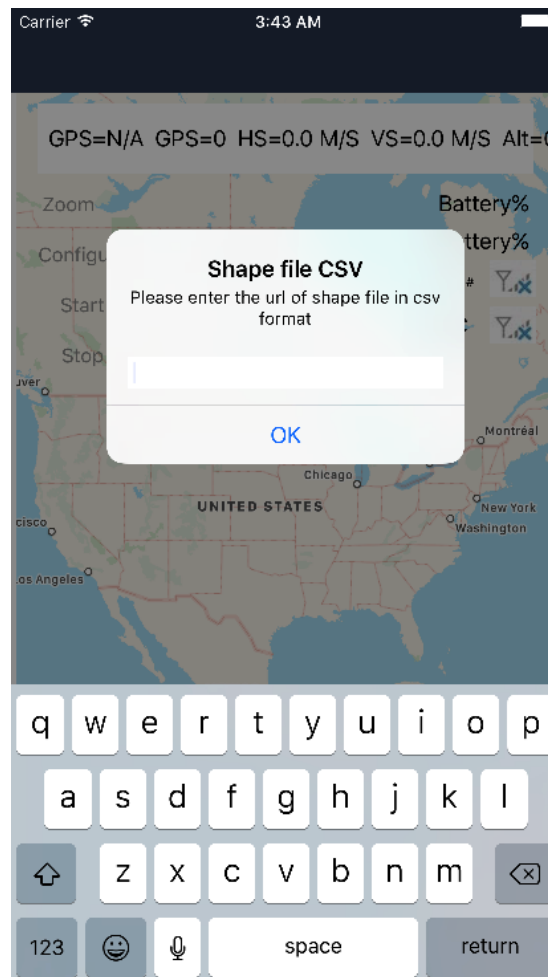 Carrier 3:43 AM
GPS=N/A GPS=0 HS=0.0 M/S VS=0.0 M/S Alt=
Zoom
Battery%
ttery%
Configu
#
Start
Stop
Shape file CSV
Please enter the url of shape file in csv
format
OK
uver
Montréal
Chicago
UNITED STATES
New York
Washington
cisco
os Angeles
q w e r t y u i o p
a s d f g h j k l
z x c v b n m
123 space return